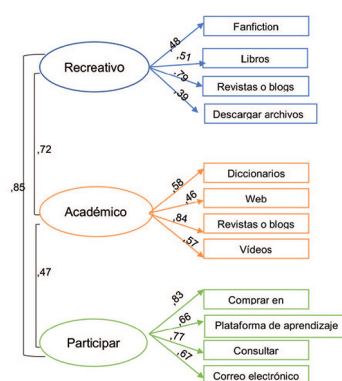 ,48
Fanfiction
,51
Libros
Recreativo
,79
Revistas o blogs
,39
Descargar archivos
,72
,85
,58
Diccionarios
,46
Web
Académico
,84
Revistas o blogs
,57
Vídeos
,47
,83
Comprar en
,66
Plataforma de aprendizaje
Participar
,77
Consultar
,67
Correo electrónico